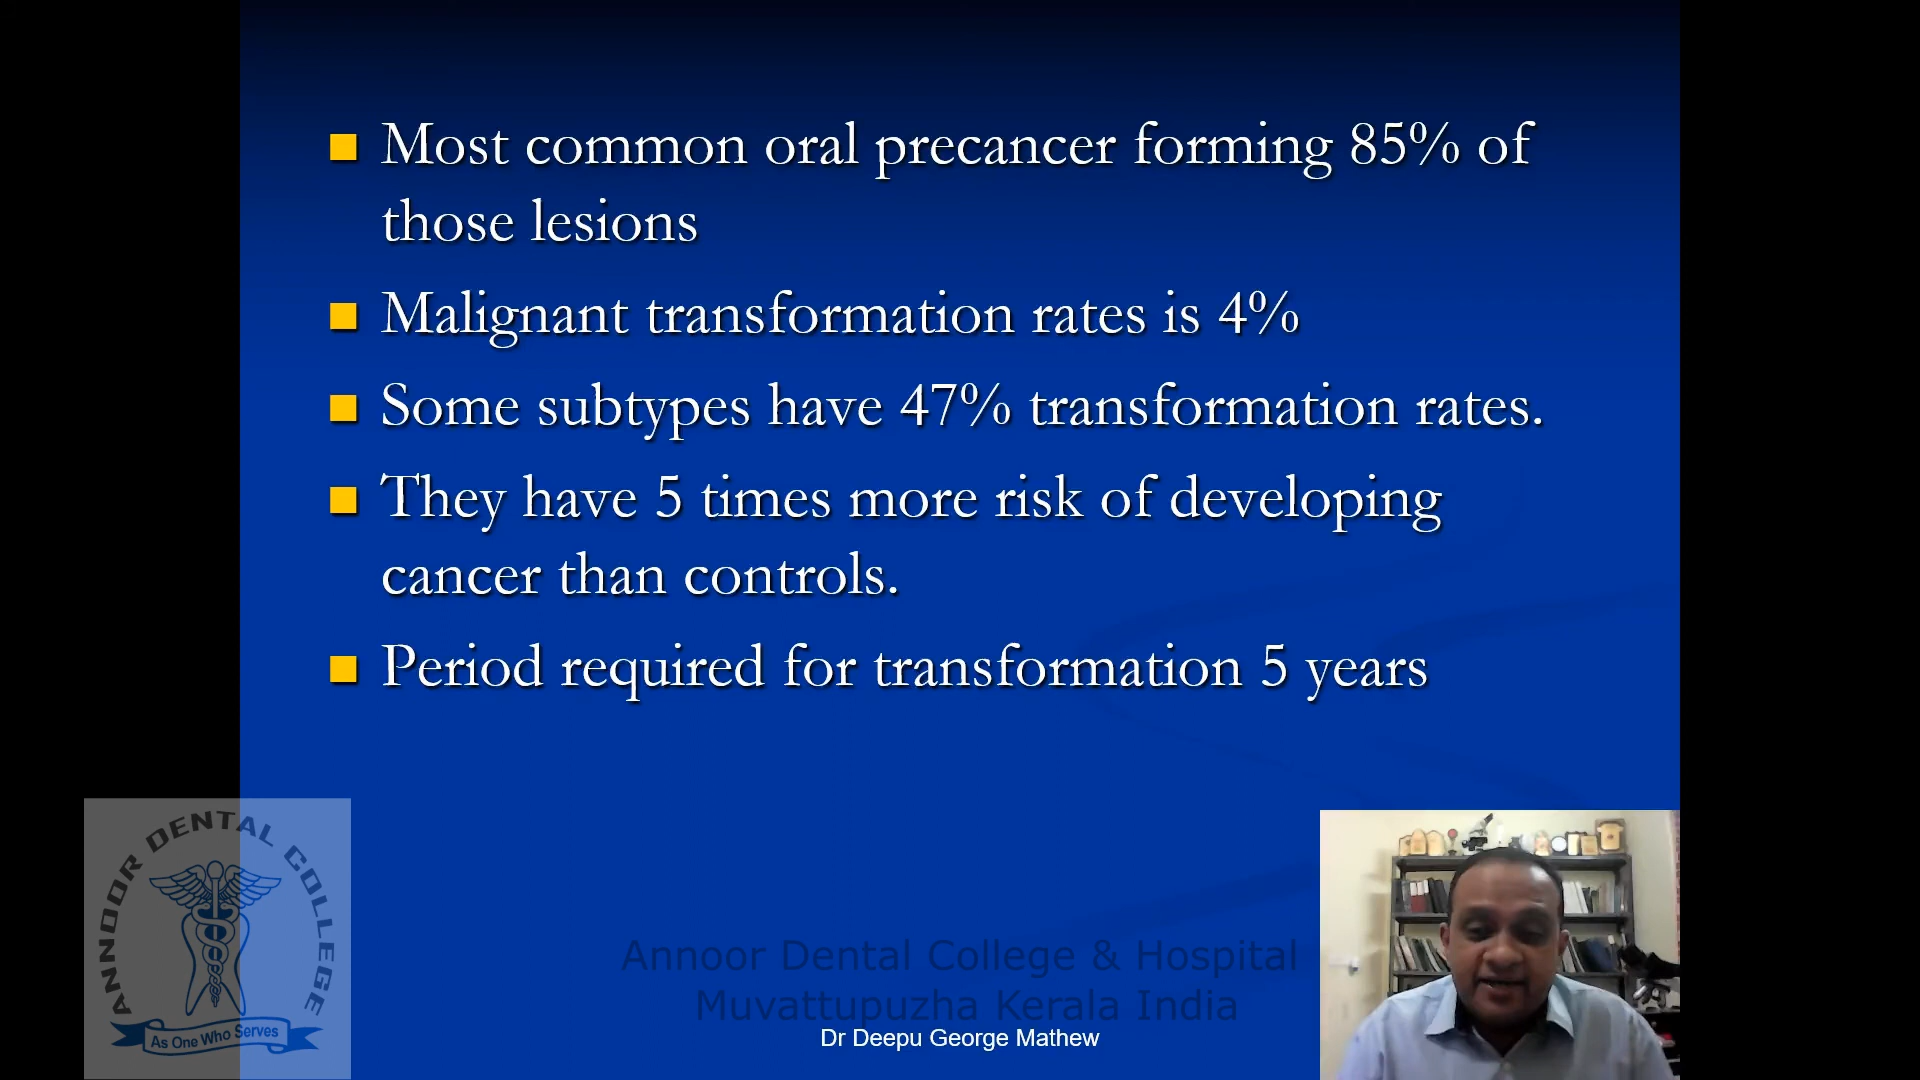 Most common oral precancer forming 85% of
those lesions
Malignant transformation rates is 4%
Some subtypes have 47% transformation rates.
They have 5 times more risk of developing
cancer than controls.
Period required for transformation 5 years
ANNOOR DENTAL COLLEGE
As One Who Serves
Annoor Dental College & Hospital
Muvattupuzha Kerala India
Dr Deepu George Mathew